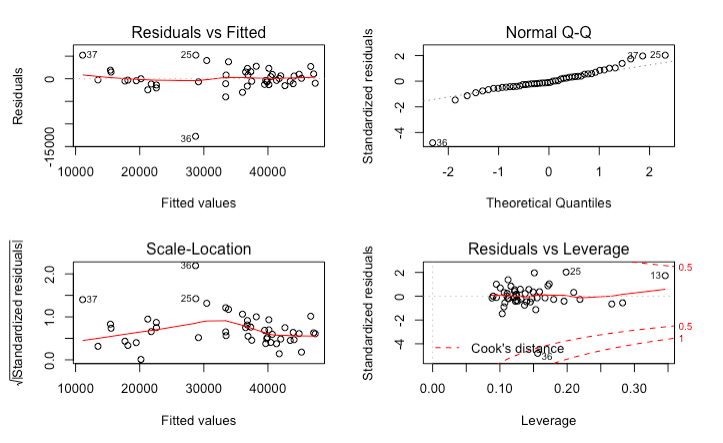 Residuals vs Fitted
Residuals
-15000
0
37
25
36
10000 20000 30000 40000
Fitted values
Normal Q-Q
Standardized residuals
-4 -2 0 2
37
25
36
-2 -1 0 1 2
Theoretical Quantiles
Scale-Location
√|Standardized residuals|
0.0 1.0 2.0
36
37
25
10000 20000 30000 40000
Fitted values
Residuals vs Leverage
Standardized residuals
-4 -2 0 2
25
13
0.5
0.5
1
Cook's distance
36
0.00 0.10 0.20 0.30
Leverage